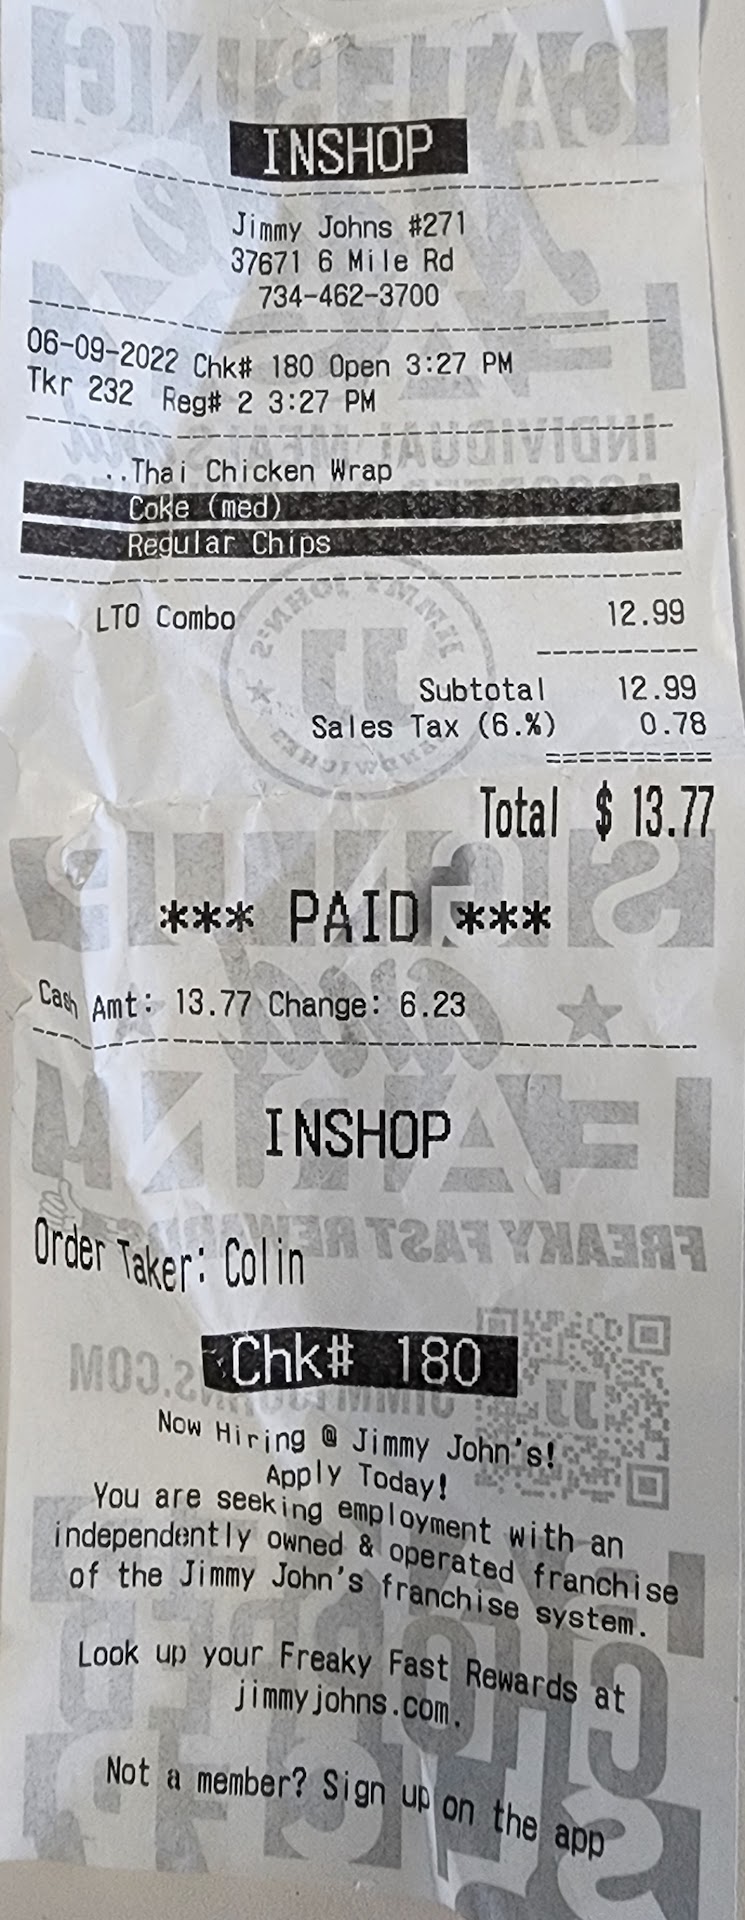 INSHOP
Jimmy Johns #271
37671 6 Mile Rd
734-462-3700
06-09-2022 Chk# 180 Open 3:27 PM
Tkr 232 Reg# 2 3:27 PM
..Thai Chicken Wrap
Coke (med)
Regular Chips
LTO Combo 12.99
Subtotal 12.99
Sales Tax (6.%) 0.78
==========
Total $ 13.77
*** PAID ***
Cash Amt: 13.77 Change: 6.23
INSHOP
Order Taker: Colin
Chk# 180
Now Hiring @ Jimmy John's!
Apply Today!
You are seeking employment with an
independently owned & operated franchise
of the Jimmy John's franchise system.
Look up your Freaky Fast Rewards at
jimmyjohns.com.
Not a member? Sign up on the app